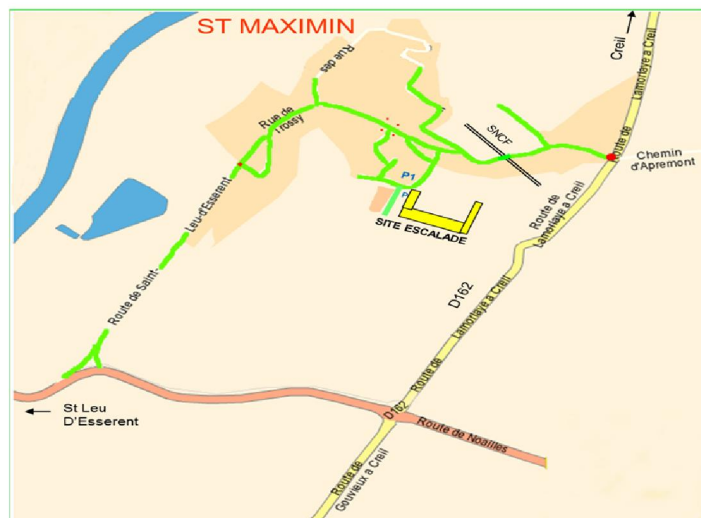 ST MAXIMIN
Creil
Rue des
Rue de Trossy
SNCF
Route de
Lamorlaye a Creil
Chemin
d'Apremont
P1
P
SITE ESCALADE
Leu-d'Esserent
Route de Saint-
Route de
Lamorlaye a Creil
D162
Lamorlaye a Creil
Route de
St Leu
D'Esserent
D162
Route de Noailles
Route de
Gouvieux a Creil